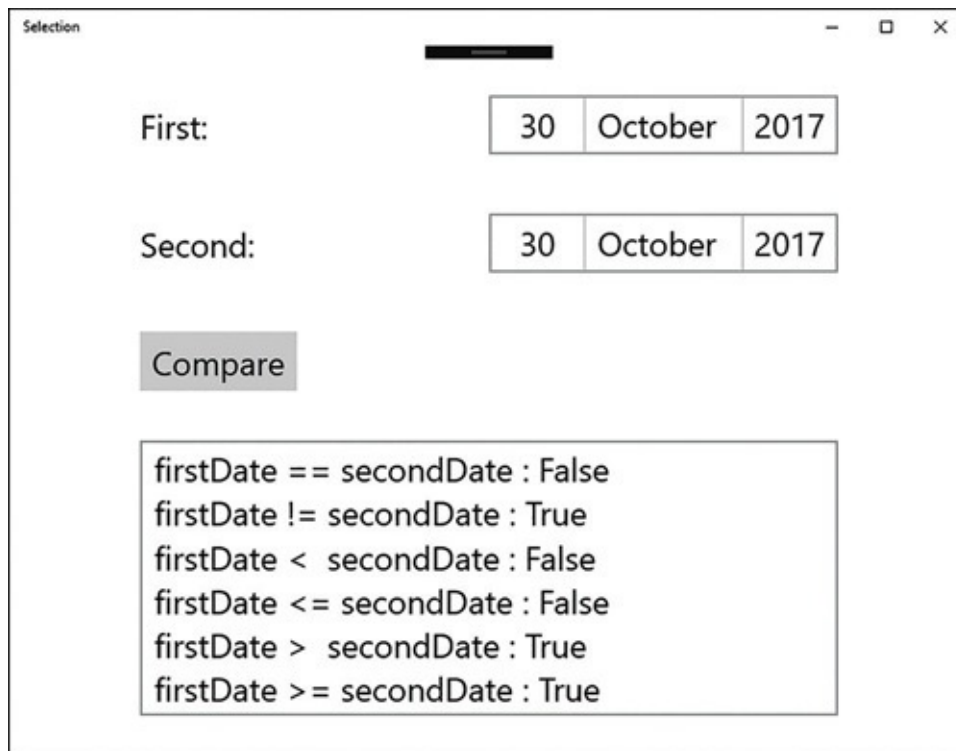 Selection
First: 30 October 2017
Second: 30 October 2017
Compare
firstDate == secondDate : False
firstDate != secondDate : True
firstDate <  secondDate : False
firstDate <= secondDate : False
firstDate >  secondDate : True
firstDate >= secondDate : True